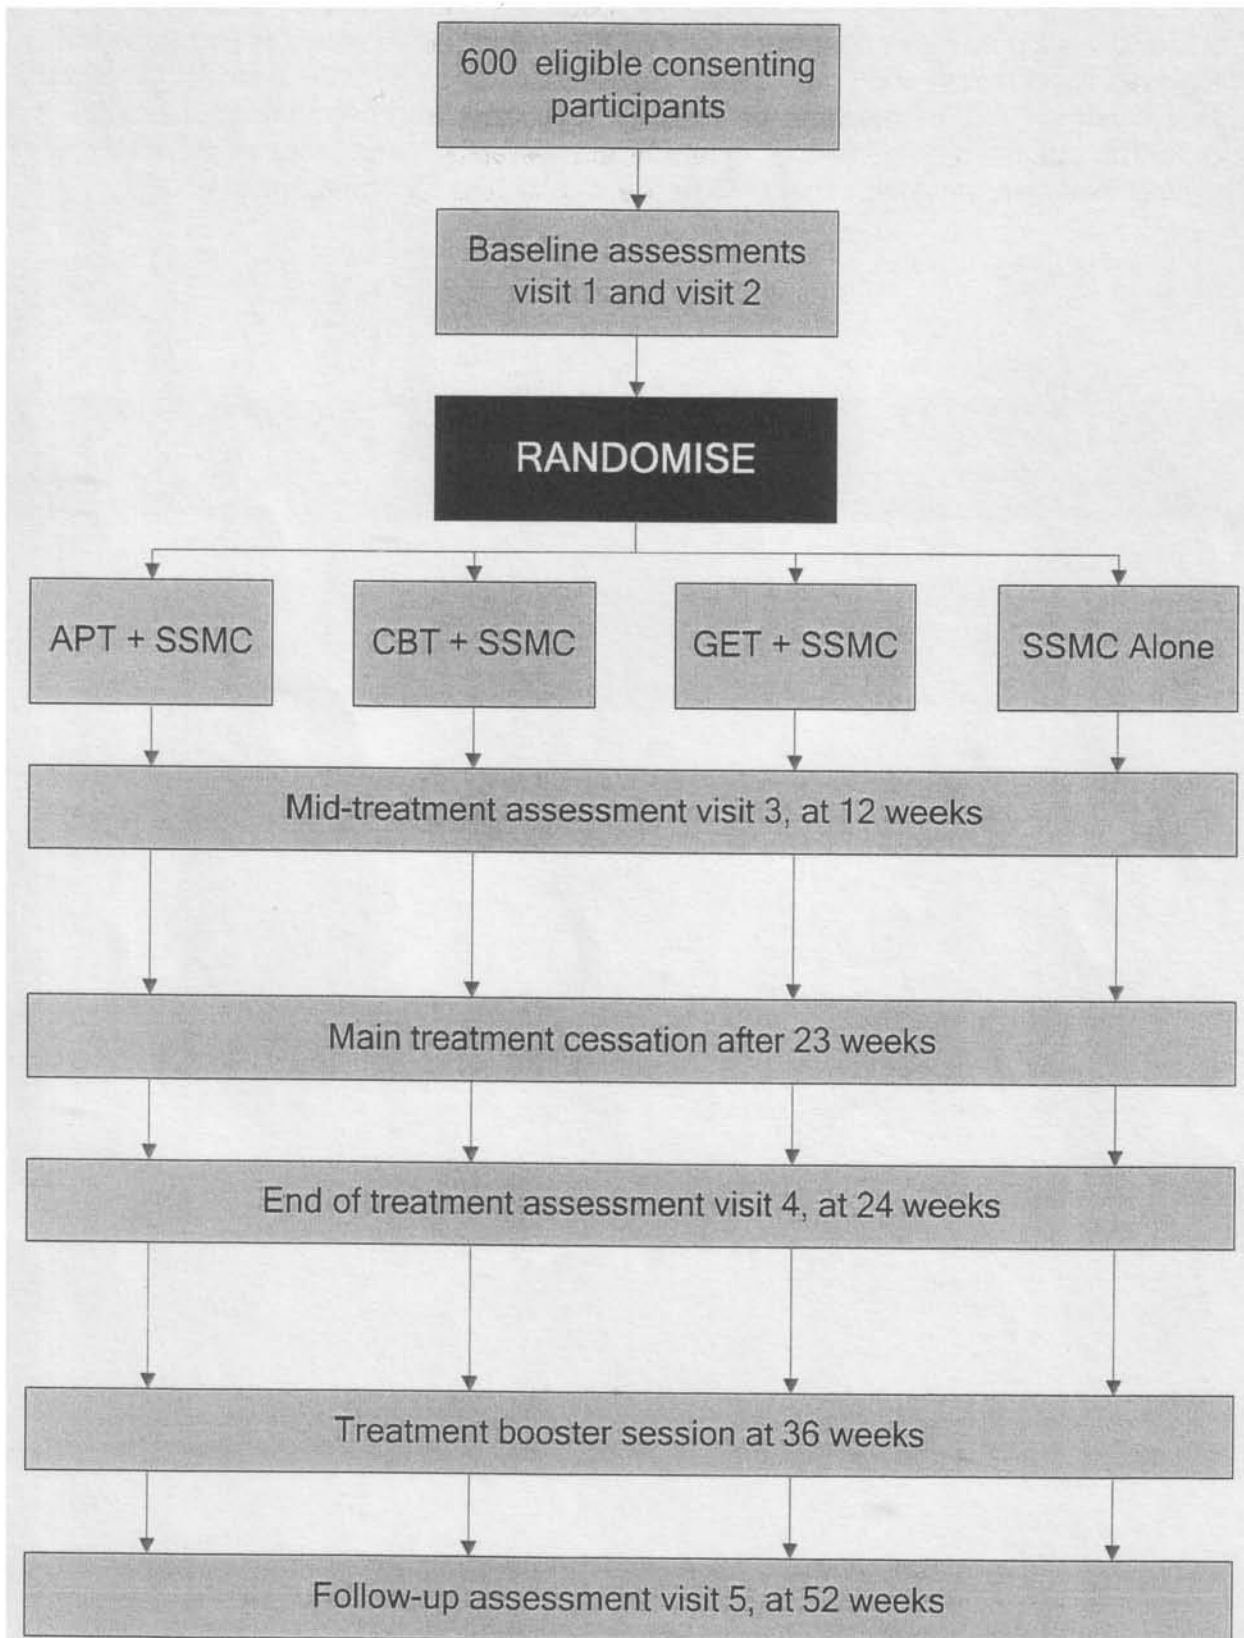 600 eligible consenting
participants
Baseline assessments
visit 1 and visit 2
RANDOMISE
APT + SSMC
CBT + SSMC
GET + SSMC
SSMC Alone
Mid-treatment assessment visit 3, at 12 weeks
Main treatment cessation after 23 weeks
End of treatment assessment visit 4, at 24 weeks
Treatment booster session at 36 weeks
Follow-up assessment visit 5, at 52 weeks